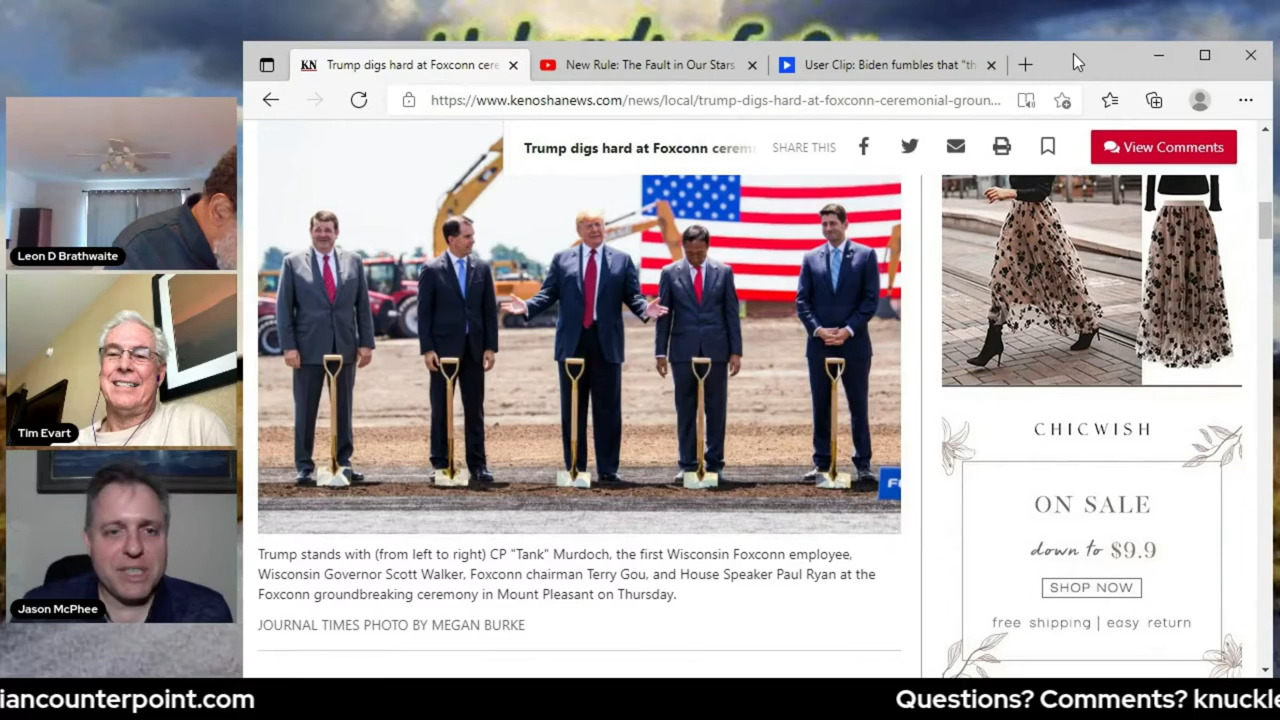 KN Trump digs hard at Foxconn cere
New Rule: The Fault in Our Stars
User Clip: Biden fumbles that "th
https://www.kenoshanews.com/news/local/trump-digs-hard-at-foxconn-ceremonial-groun...
Trump digs hard at Foxconn cerem
SHARE THIS
View Comments
Leon D Brathwaite
Tim Evart
Jason McPhee
Trump stands with (from left to right) CP "Tank" Murdoch, the first Wisconsin Foxconn employee,
Wisconsin Governor Scott Walker, Foxconn chairman Terry Gou, and House Speaker Paul Ryan at the
Foxconn groundbreaking ceremony in Mount Pleasant on Thursday.
JOURNAL TIMES PHOTO BY MEGAN BURKE
CHICWISH
ON SALE
down to $9.9
SHOP NOW
free shipping | easy return
iancounterpoint.com
Questions? Comments? knuckle